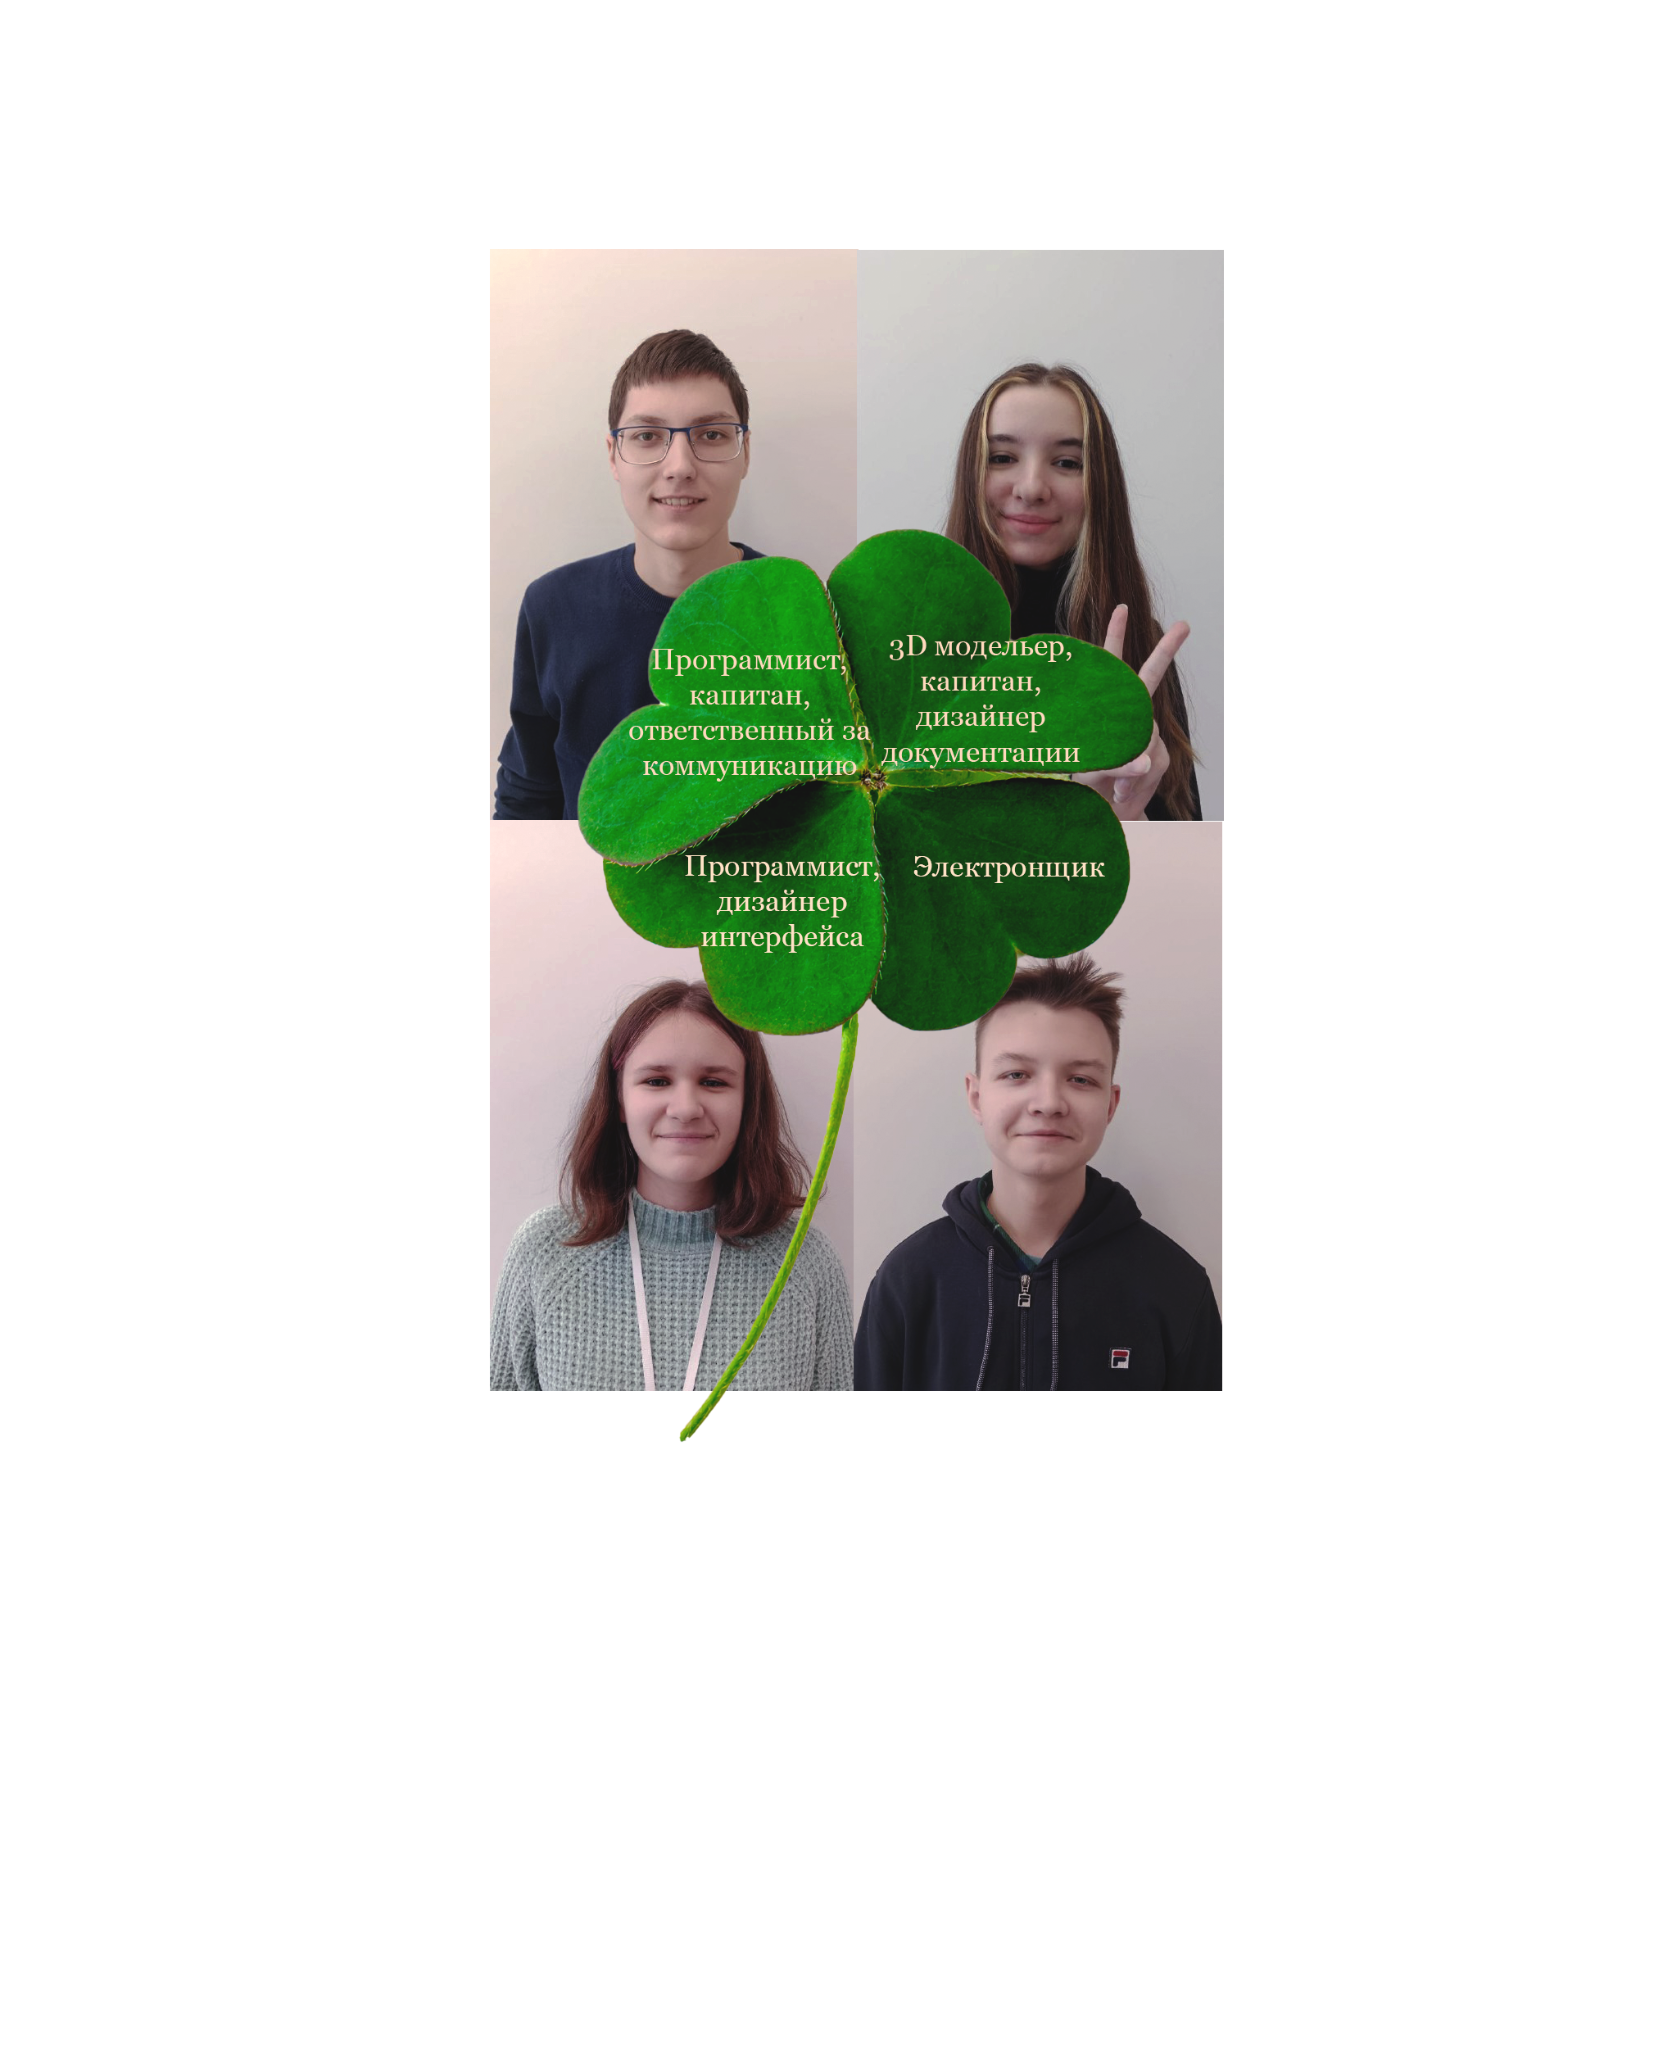 Программист,
капитан,
ответственный за
коммуникацию
3D модельер,
капитан,
дизайнер
документации
Программист,
дизайнер
интерфейса
Электронщик